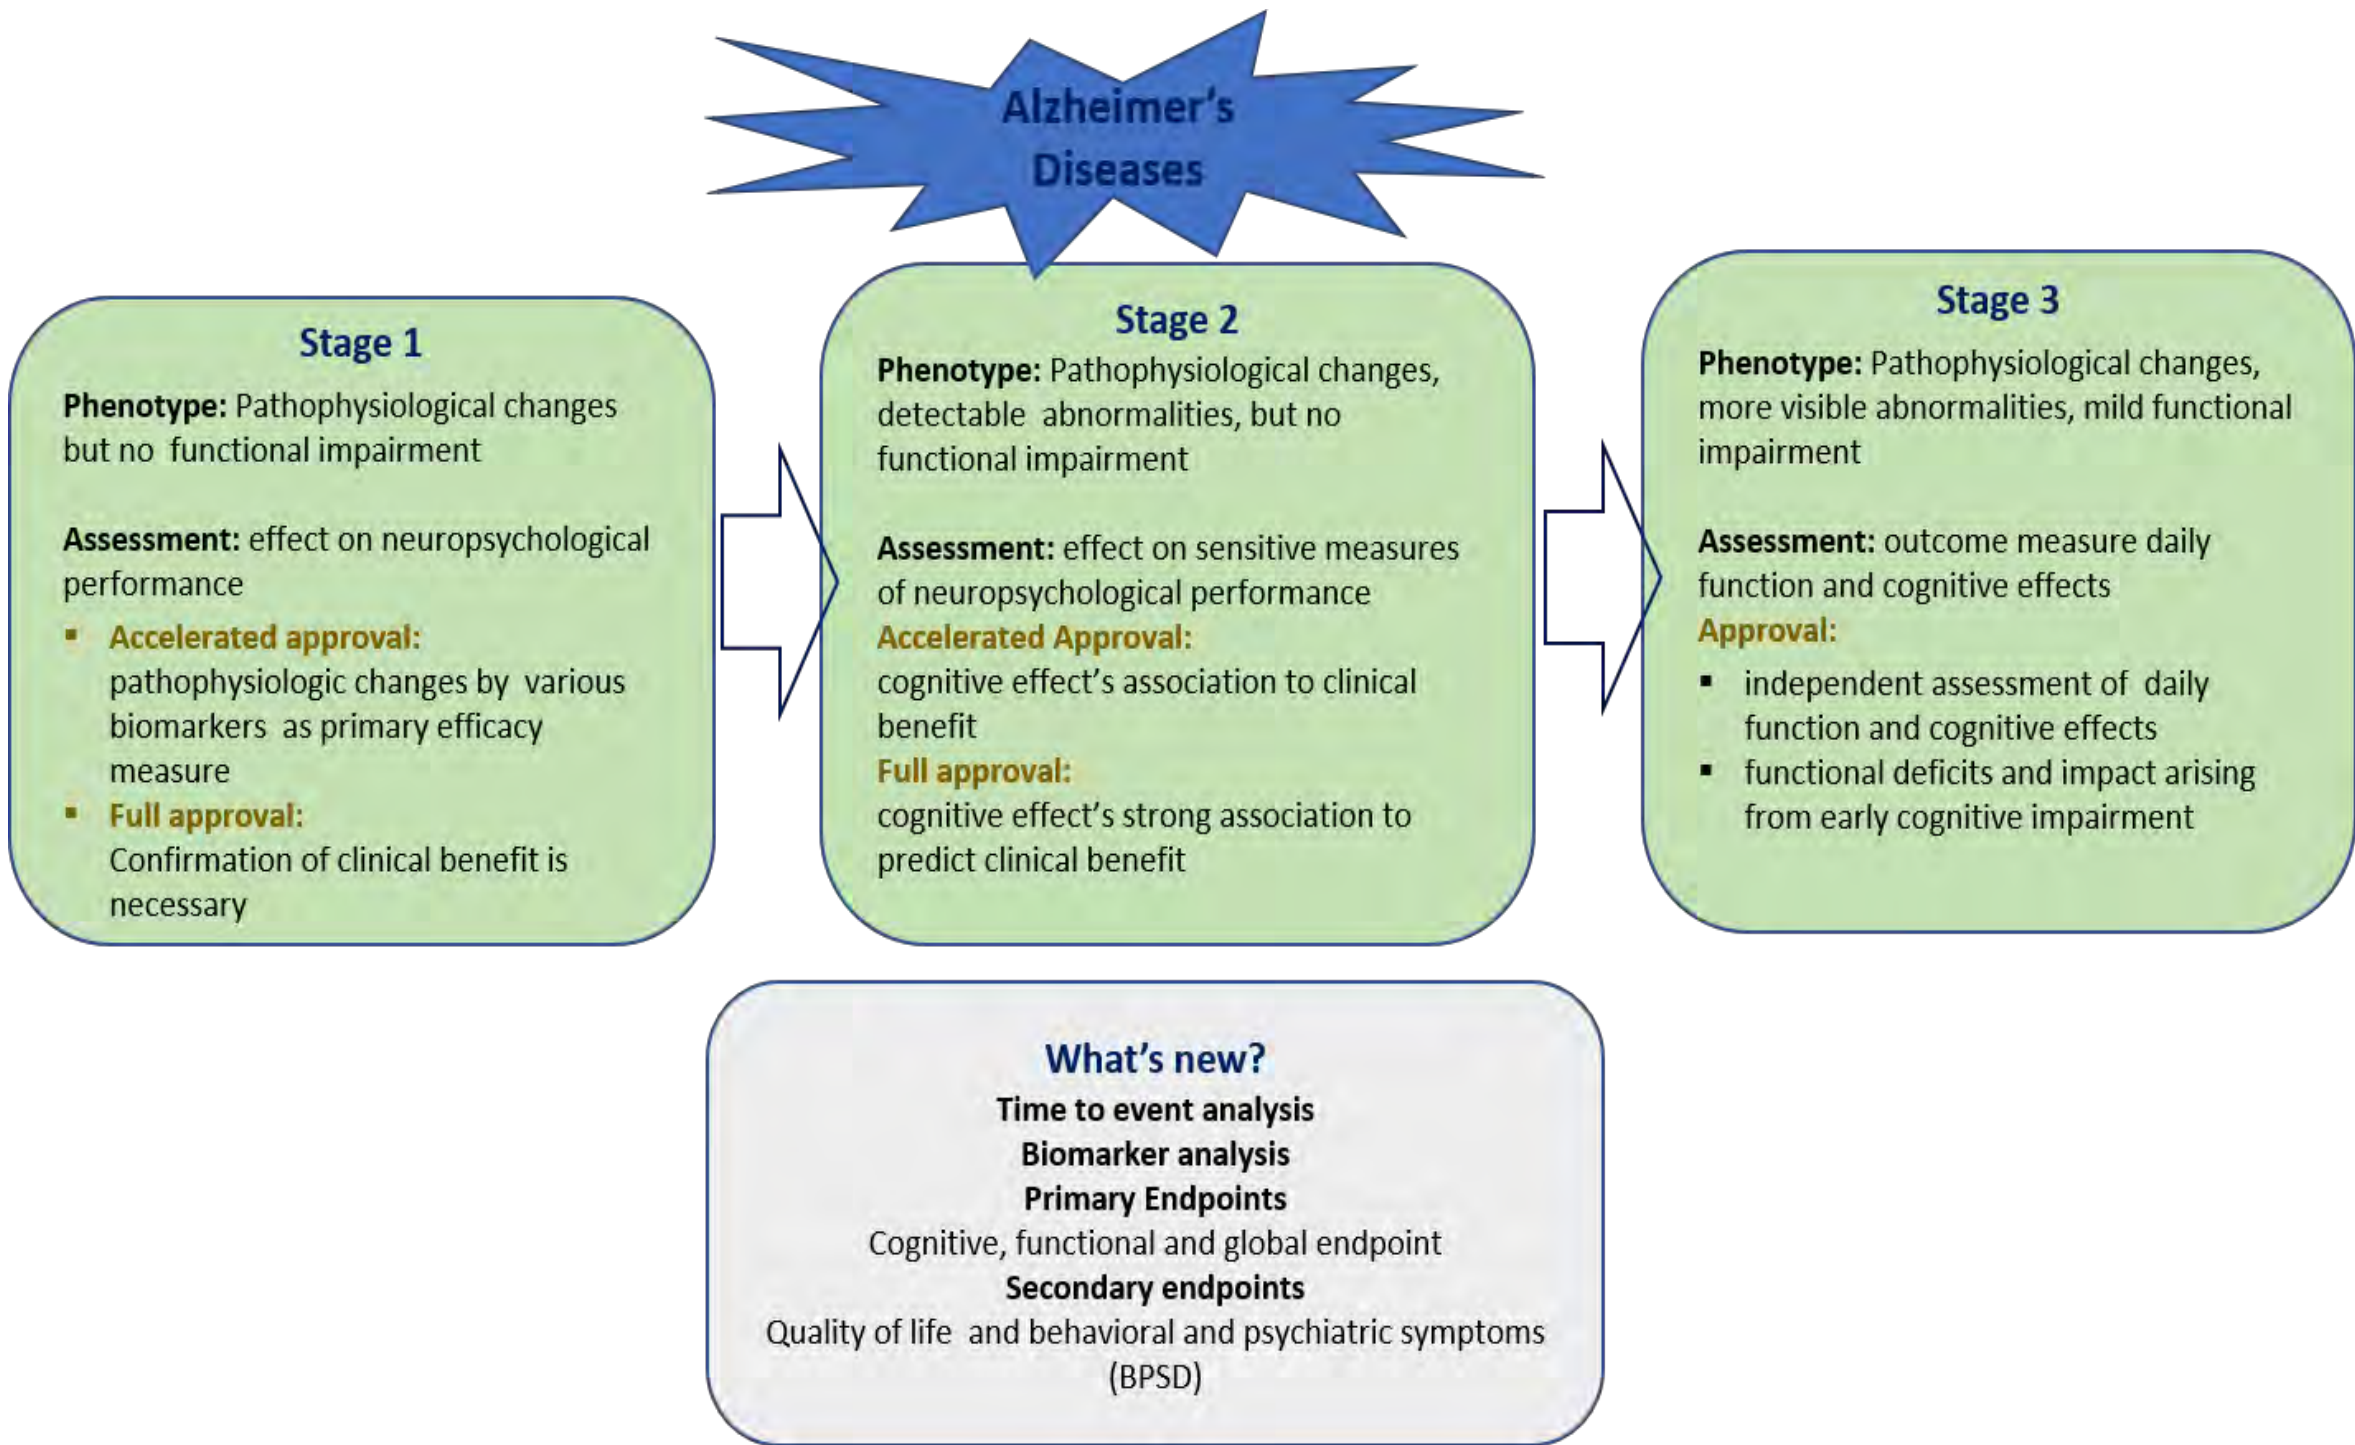 Alzheimer's
Diseases
Stage 1
Phenotype: Pathophysiological changes
but no functional impairment
Assessment: effect on neuropsychological
performance
▪ Accelerated approval:
pathophysiologic changes by various
biomarkers as primary efficacy
measure
▪ Full approval:
Confirmation of clinical benefit is
necessary
Stage 2
Phenotype: Pathophysiological changes,
detectable abnormalities, but no
functional impairment
Assessment: effect on sensitive measures
of neuropsychological performance
Accelerated Approval:
cognitive effect's association to clinical
benefit
Full approval:
cognitive effect's strong association to
predict clinical benefit
Stage 3
Phenotype: Pathophysiological changes,
more visible abnormalities, mild functional
impairment
Assessment: outcome measure daily
function and cognitive effects
Approval:
▪ independent assessment of daily
function and cognitive effects
▪ functional deficits and impact arising
from early cognitive impairment
What's new?
Time to event analysis
Biomarker analysis
Primary Endpoints
Cognitive, functional and global endpoint
Secondary endpoints
Quality of life and behavioral and psychiatric symptoms
(BPSD)